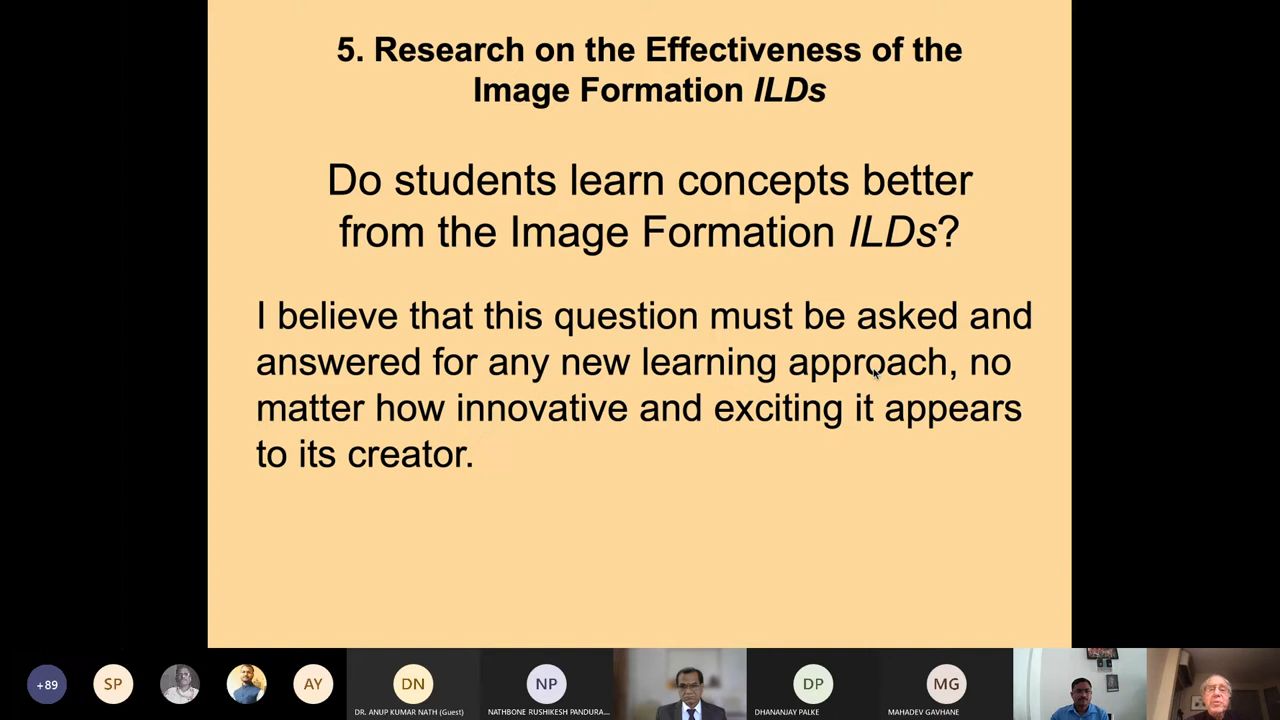 5. Research on the Effectiveness of the
Image Formation ILDs
Do students learn concepts better
from the Image Formation ILDs?
I believe that this question must be asked and
answered for any new learning approach, no
matter how innovative and exciting it appears
to its creator.
+89
SP
AY
DN
NP
DP
MG
DR. ANUP KUMAR NATH (Guest)
NATHBONE RUSHIKESH PANDURA...
DHANANJAY PALKE
MAHADEV GAVHANE